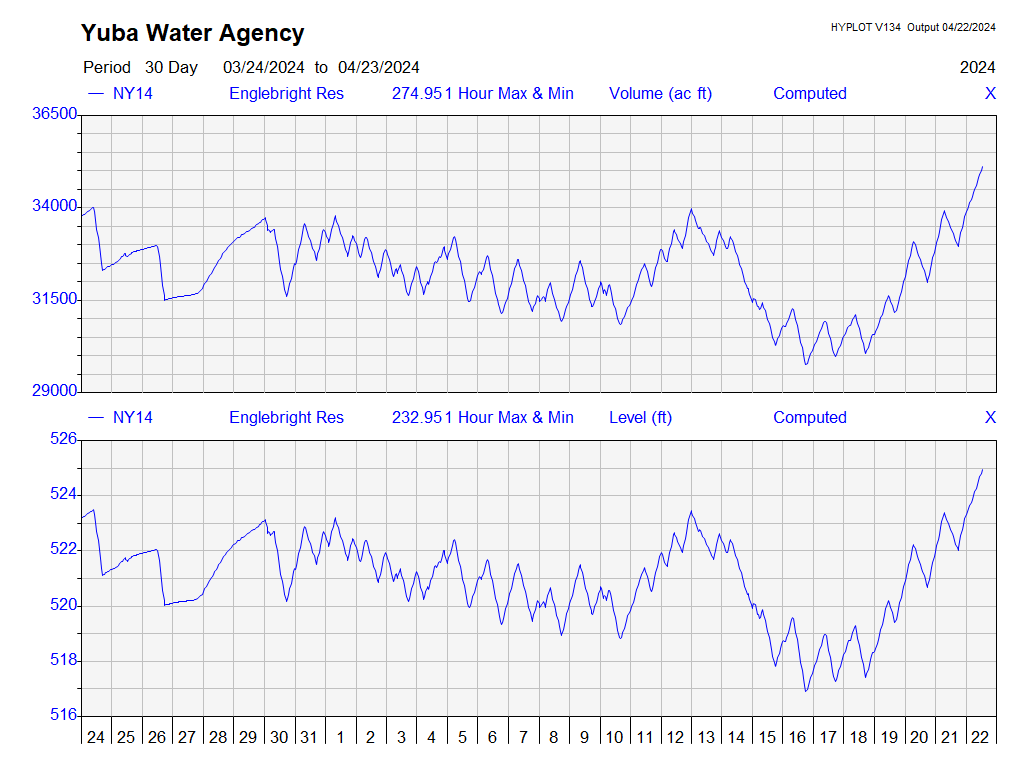 Yuba Water Agency
HYPLOT V134 Output 04/22/2024
Period 30 Day 03/24/2024 to 04/23/2024 2024
NY14 Englebright Res 274.951 Hour Max & Min Volume (ac ft) Computed X
36500
34000
31500
29000
NY14 Englebright Res 232.951 Hour Max & Min Level (ft) Computed X
526
524
522
520
518
516
24 25 26 27 28 29 30 31 1 2 3 4 5 6 7 8 9 10 11 12 13 14 15 16 17 18 19 20 21 22